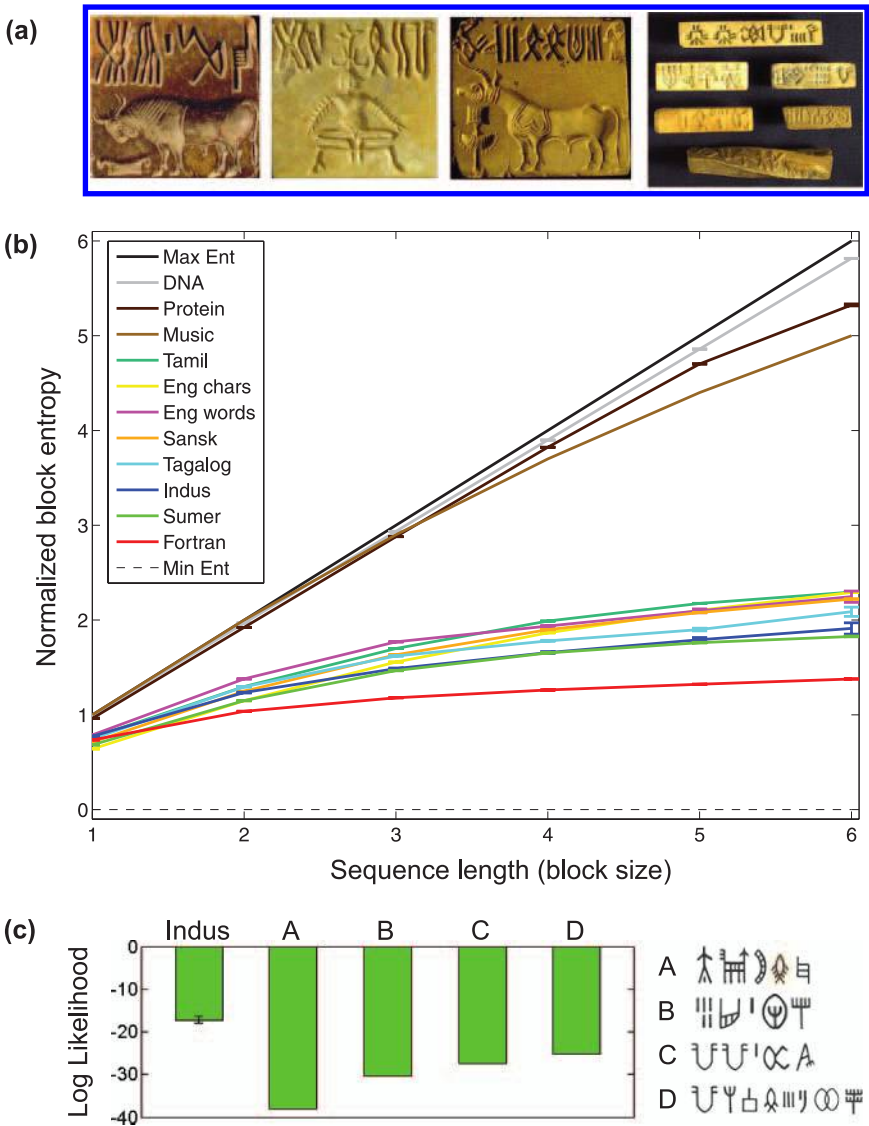 (a)
(b)
Normalized block entropy
6
5
4
3
2
1
0
Max Ent
DNA
Protein
Music
Tamil
Eng chars
Eng words
Sansk
Tagalog
Indus
Sumer
Fortran
Min Ent
1 2 3 4 5 6
Sequence length (block size)
(c)
Indus A B C D
Log Likelihood
0
-10
-20
-30
-40
A
B
C
D